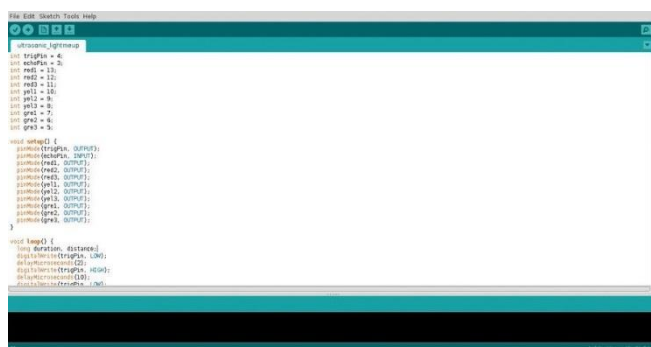 File Edit Sketch Tools Help
ultrasonic_lightmeup
int trigPin = 4;
int echoPin = 3;
int red1 = 13;
int red2 = 12;
int red3 = 11;
int yel1 = 10;
int yel2 = 9;
int yel3 = 8;
int gre1 = 7;
int gre2 = 6;
int gre3 = 5;
void setup() {
pinMode(trigPin, OUTPUT);
pinMode(echoPin, INPUT);
pinMode(red1, OUTPUT);
pinMode(red2, OUTPUT);
pinMode(red3, OUTPUT);
pinMode(yel1, OUTPUT);
pinMode(yel2, OUTPUT);
pinMode(yel3, OUTPUT);
pinMode(gre1, OUTPUT);
pinMode(gre2, OUTPUT);
pinMode(gre3, OUTPUT);
}
void loop() {
long duration, distance;
digitalWrite(trigPin, LOW);
delayMicroseconds(2);
digitalWrite(trigPin, HIGH);
delayMicroseconds(10);
digitalWrite(trigPin, LOW);